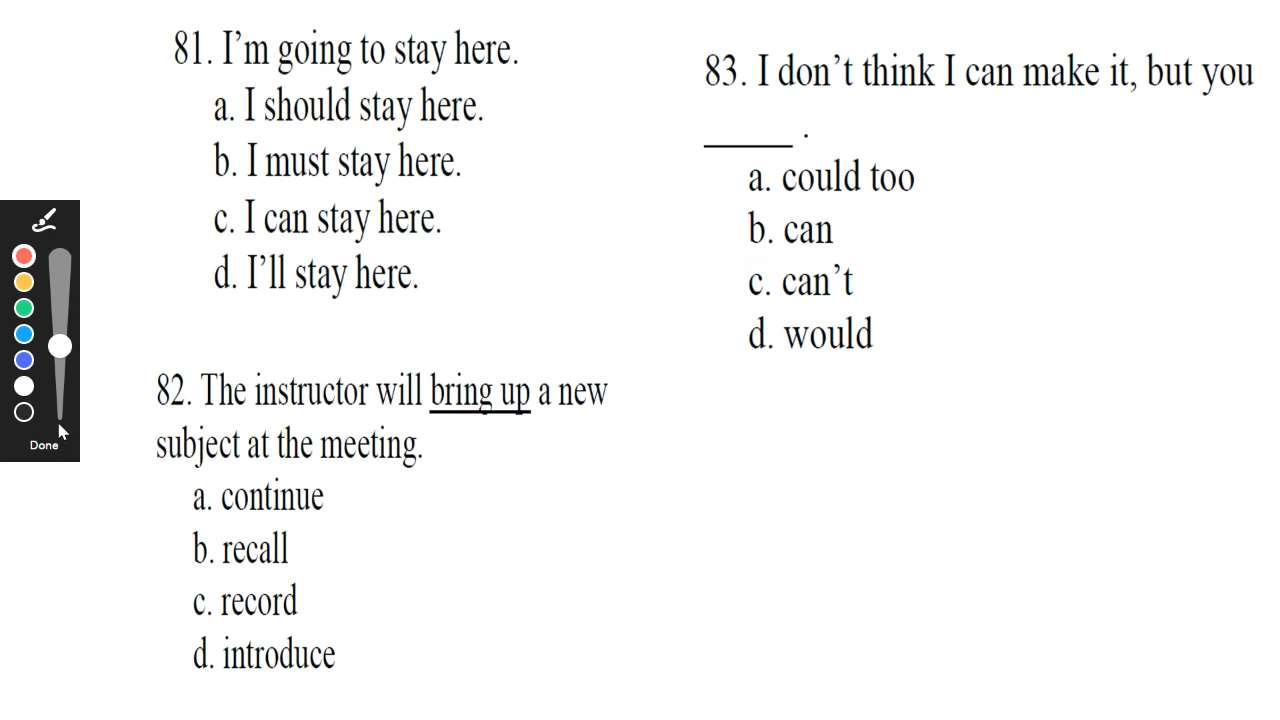 81. I'm going to stay here.
a. I should stay here.
b. I must stay here.
c. I can stay here.
d. I'll stay here.
82. The instructor will bring up a new
subject at the meeting.
a. continue
b. recall
c. record
d. introduce
83. I don't think I can make it, but you
_____ .
a. could too
b. can
c. can't
d. would
Done